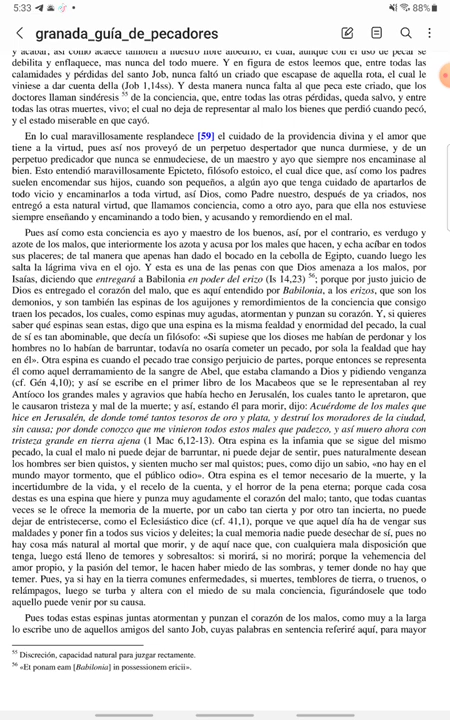 5:33
88%
granada_guía_de_pecadores
y acabar, así como acaece también a nuestro libre albedrío, el cual, aunque con el uso de pecar se
debilita y enflaquece, mas nunca del todo muere. Y en figura de estos leemos que, entre todas las
calamidades y pérdidas del santo Job, nunca faltó un criado que escapase de aquella rota, el cual le
viniese a dar cuenta della (Job 1,14ss). Y desta manera nunca falta al que peca este criado, que los
doctores llaman sindéresis 55 de la conciencia, que, entre todas las otras pérdidas, queda salvo, y entre
todas las otras muertes, vivo; el cual no deja de representar al malo los bienes que perdió cuando pecó,
y el estado miserable en que cayó.
En lo cual maravillosamente resplandece [59] el cuidado de la providencia divina y el amor que
tiene a la virtud, pues así nos proveyó de un perpetuo despertador que nunca durmiese, y de un
perpetuo predicador que nunca se enmudeciese, de un maestro y ayo que siempre nos encaminase al
bien. Esto entendió maravillosamente Epicteto, filósofo estoico, el cual dice que, así como los padres
suelen encomendar sus hijos, cuando son pequeños, a algún ayo que tenga cuidado de apartarlos de
todo vicio y encaminarlos a toda virtud, así Dios, como Padre nuestro, después de ya criados, nos
entregó a esta natural virtud, que llamamos conciencia, como a otro ayo, para que ella nos estuviese
siempre enseñando y encaminando a todo bien, y acusando y remordiendo en el mal.
Pues así como esta conciencia es ayo y maestro de los buenos, así, por el contrario, es verdugo y
azote de los malos, que interiormente los azota y acusa por los males que hacen, y echa acíbar en todos
sus placeres; de tal manera que apenas han dado el bocado en la cebolla de Egipto, cuando luego les
salta la lágrima viva en el ojo. Y esta es una de las penas con que Dios amenaza a los malos, por
Isaías, diciendo que entregará a Babilonia en poder del erizo (Is 14,23) 56; porque por justo juicio de
Dios es entregado el corazón del malo, que es aquí entendido por Babilonia, a los erizos, que son los
demonios, y son también las espinas de los aguijones y remordimientos de la conciencia que consigo
traen los pecados, los cuales, como espinas muy agudas, atormentan y punzan su corazón. Y, si quieres
saber qué espinas sean estas, digo que una espina es la misma fealdad y enormidad del pecado, la cual
de sí es tan abominable, que decía un filósofo: «Si supiese que los dioses me habían de perdonar y los
hombres no lo habían de barruntar, todavía no osaría cometer un pecado, por sola la fealdad que hay
en él». Otra espina es cuando el pecado trae consigo perjuicio de partes, porque entonces se representa
él como aquel derramamiento de la sangre de Abel, que estaba clamando a Dios y pidiendo venganza
(cf. Gén 4,10); y así se escribe en el primer libro de los Macabeos que se le representaban al rey
Antíoco los grandes males y agravios que había hecho en Jerusalén, los cuales tanto le apretaron, que
le causaron tristeza y mal de la muerte; y así, estando él para morir, dijo: Acuérdome de los males que
hice en Jerusalén, de donde tomé tantos tesoros de oro y plata, y destruí los moradores de la ciudad,
sin causa; por donde conozco que me vinieron todos estos males que padezco, y así muero ahora con
tristeza grande en tierra ajena (1 Mac 6,12-13). Otra espina es la infamia que se sigue del mismo
pecado, la cual el malo ni puede dejar de barruntar, ni puede dejar de sentir, pues naturalmente desean
los hombres ser bien quistos, y sienten mucho ser mal quistos; pues, como dijo un sabio, «no hay en el
mundo mayor tormento, que el público odio». Otra espina es el temor necesario de la muerte, y la
incertidumbre de la vida, y el recelo de la cuenta, y el horror de la pena eterna; porque cada cosa
destas es una espina que hiere y punza muy agudamente el corazón del malo; tanto, que todas cuantas
veces se le ofrece la memoria de la muerte, por un cabo tan cierta y por otro tan incierta, no puede
dejar de entristecerse, como el Eclesiástico dice (cf. 41,1), porque ve que aquel día ha de vengar sus
maldades y poner fin a todos sus vicios y deleites; la cual memoria nadie puede desechar de sí, pues no
hay cosa más natural al mortal que morir, y de aquí nace que, con cualquiera mala disposición que
tenga, luego está lleno de temores y sobresaltos: si morirá, si no morirá; porque la vehemencia del
amor propio, y la pasión del temor, le hacen haber miedo de las sombras, y temer donde no hay que
temer. Pues, ya si hay en la tierra comunes enfermedades, si muertes, temblores de tierra, o truenos, o
relámpagos, luego se turba y altera con el miedo de su mala conciencia, figurándosele que todo
aquello puede venir por su causa.
Pues todas estas espinas juntas atormentan y punzan el corazón de los malos, como muy a la larga
lo escribe uno de aquellos amigos del santo Job, cuyas palabras en sentencia referiré aquí, para mayor
55 Discreción, capacidad natural para juzgar rectamente.
56 «Et ponam eam [Babilonia] in possessionem ericii».